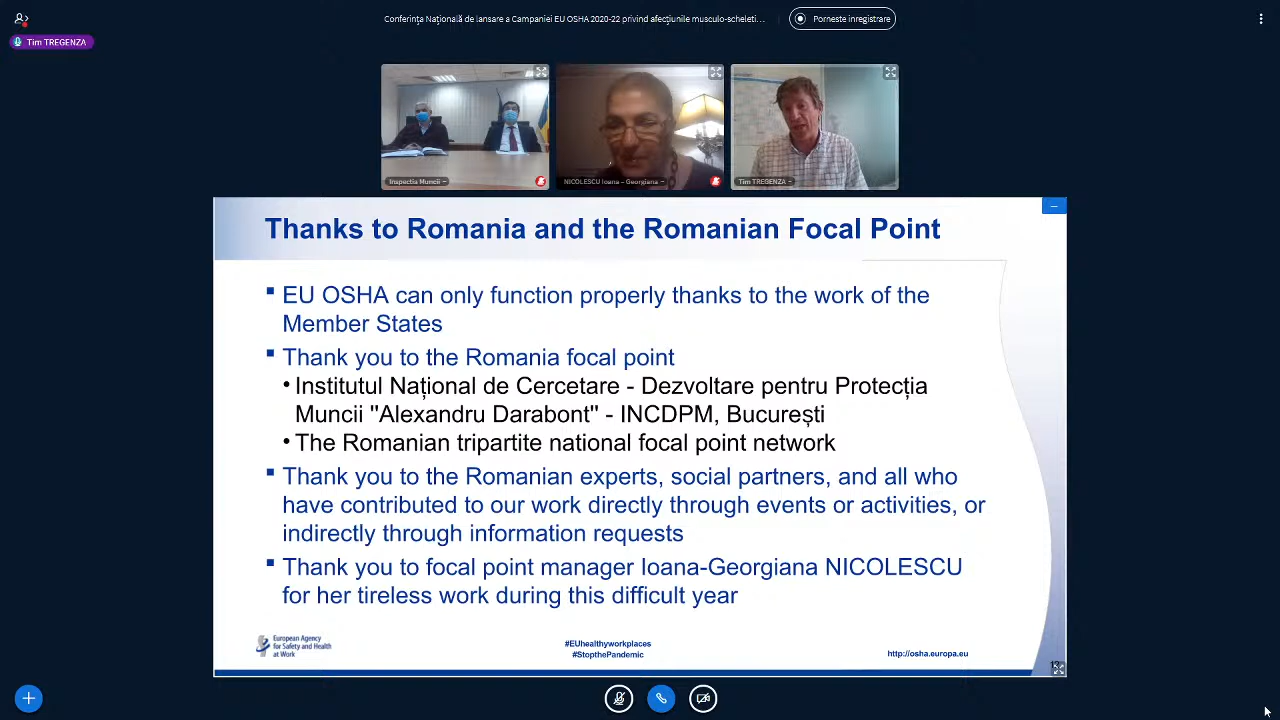 Conferința Națională de lansare a Campaniei EU OSHA 2020-22 privind afecțiunile musculo-scheleti...
Pornește înregistrare
Tim TREGENZA
Inspectia Muncii
NICOLESCU Ioana - Georgiana
Tim TREGENZA
Thanks to Romania and the Romanian Focal Point
EU OSHA can only function properly thanks to the work of the
Member States
Thank you to the Romania focal point
Institutul Național de Cercetare - Dezvoltare pentru Protecția
Muncii "Alexandru Darabont" - INCDPM, București
The Romanian tripartite national focal point network
Thank you to the Romanian experts, social partners, and all who
have contributed to our work directly through events or activities, or
indirectly through information requests
Thank you to focal point manager Ioana-Georgiana NICOLESCU
for her tireless work during this difficult year
European Agency
for Safety and Health
at Work
#EUhealthyworkplaces
#StopthePandemic
http://osha.europa.eu